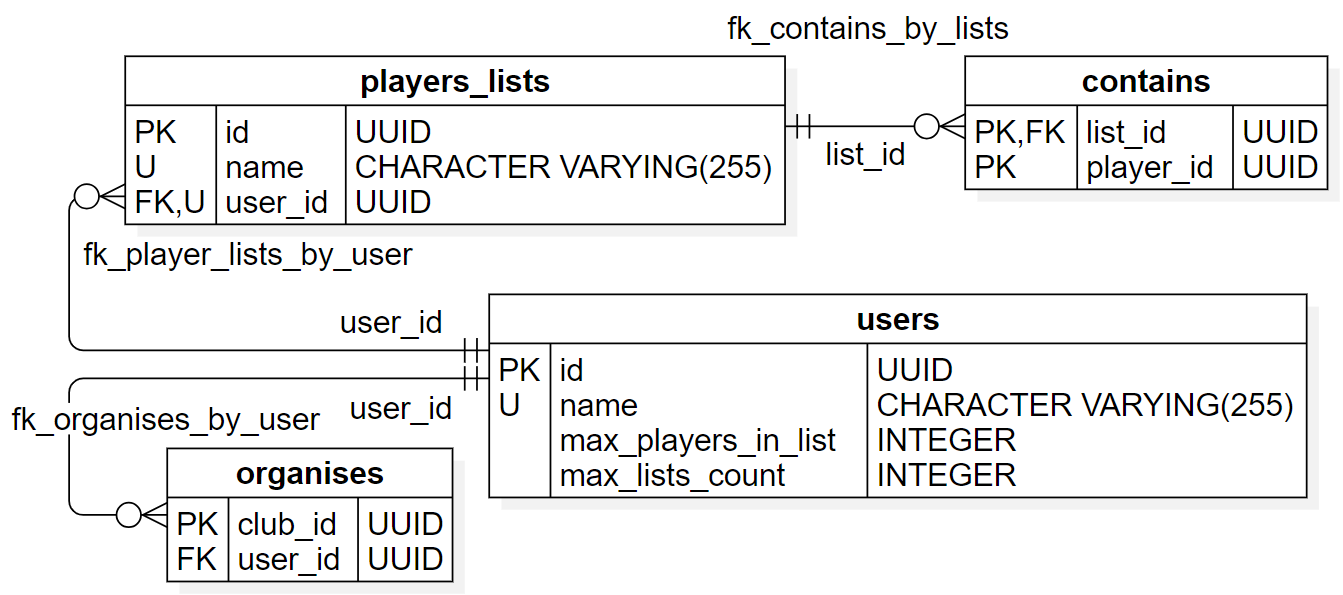 fk_contains_by_lists
players_lists
PK id UUID
U name CHARACTER VARYING(255)
FK,U user_id UUID
contains
PK,FK list_id UUID
PK player_id UUID
list_id
fk_player_lists_by_user
user_id
users
PK id UUID
U name CHARACTER VARYING(255)
max_players_in_list INTEGER
max_lists_count INTEGER
user_id
fk_organises_by_user
organises
PK club_id UUID
FK user_id UUID